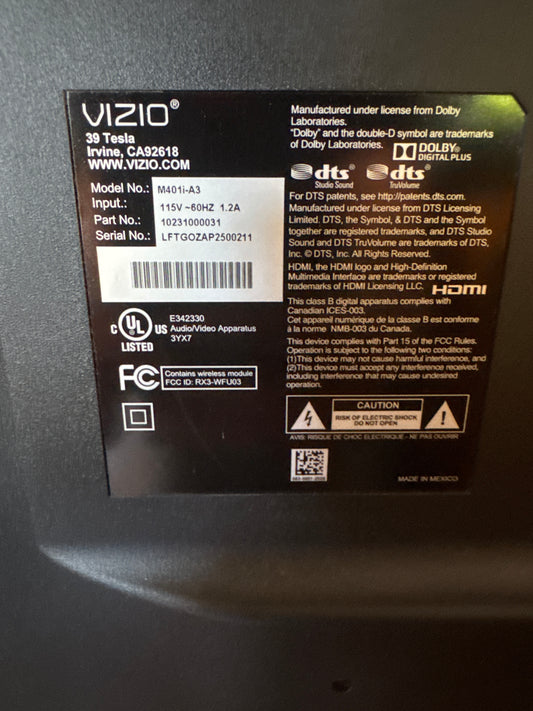 VIZIO®
39 Tesla
Irvine, CA92618
WWW.VIZIO.COM
Model No.: M401i-A3
Input.: 115V ~60HZ 1.2A
Part No.: 10231000031
Serial No.: LFTGOZAP2500211
C UL US
LISTED
E342330
Audio/Video Apparatus
3YX7
FC
Contains wireless module
FCC ID: RX3-WFU03
Manufactured under license from Dolby
Laboratories.
"Dolby" and the double-D symbol are trademarks
of Dolby Laboratories.
DOLBY
DIGITAL PLUS
dts
Studio Sound
dts
TruVolume
For DTS patents, see http://patents.dts.com.
Manufactured under license from DTS Licensing
Limited. DTS, the Symbol, & DTS and the Symbol
together are registered trademarks, and DTS Studio
Sound and DTS TruVolume are trademarks of DTS,
Inc. © DTS, Inc. All Rights Reserved.
HDMI, the HDMI logo and High-Definition
Multimedia Interface are trademarks or registered
trademarks of HDMI Licensing LLC.
HDMI
This class B digital apparatus complies with
Canadian ICES-003.
Cet appareil numérique de la classe B est conforme
à la norme NMB-003 du Canada.
This device complies with Part 15 of the FCC Rules.
Operation is subject to the following two conditions:
(1)This device may not cause harmful interference, and
(2)This device must accept any interference received,
including interference that may cause undesired
operation.
CAUTION
RISK OF ELECTRIC SHOCK
DO NOT OPEN
AVIS: RISQUE DE CHOC ELECTRIQUE - NE PAS OUVRIR
MADE IN MEXICO